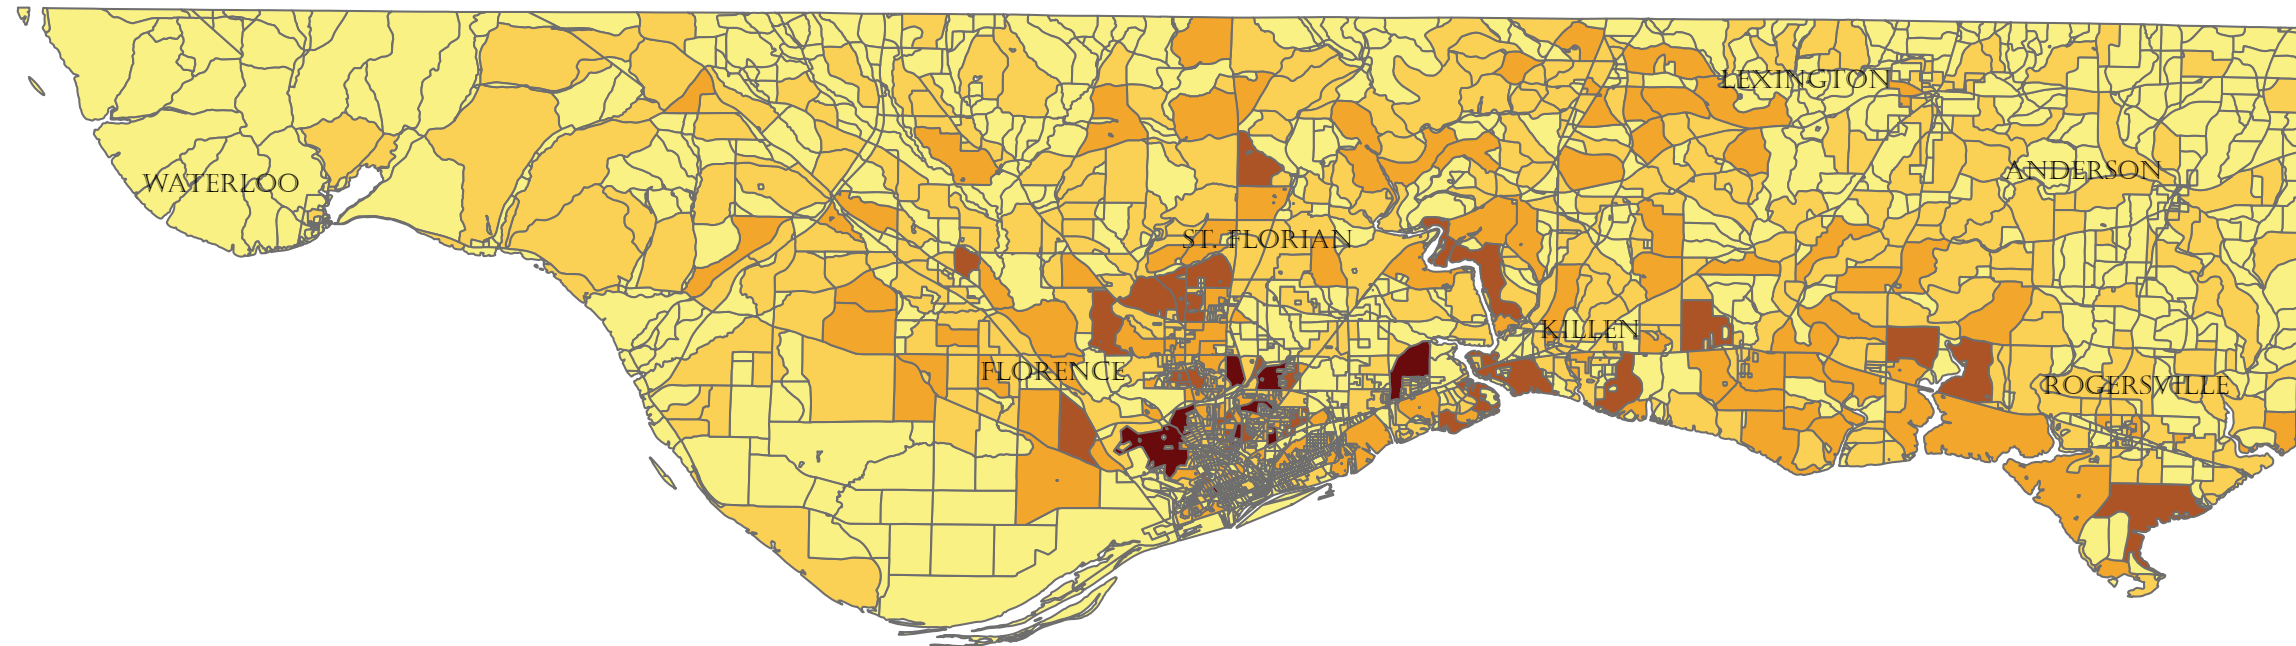 LEXINGTON
ANDERSON
WATERLOO
ST. FLORIAN
KILLEN
FLORENCE
ROGERSVILLE